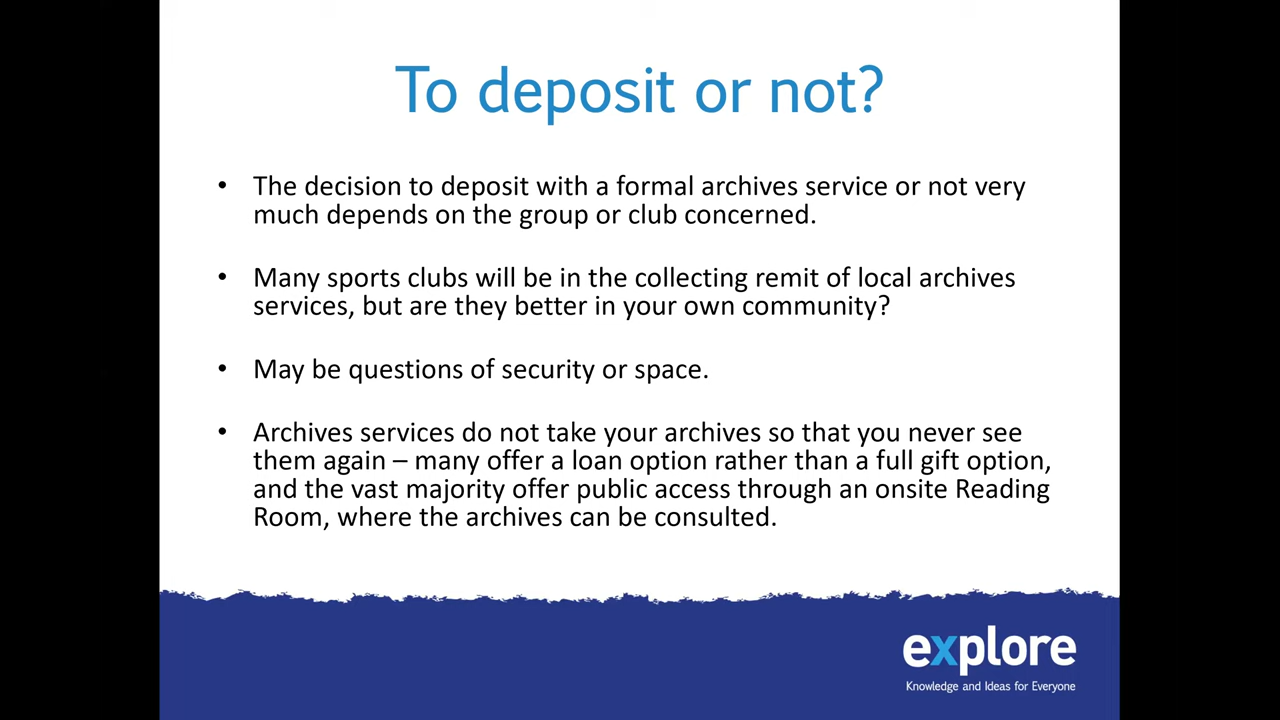 To deposit or not?
• The decision to deposit with a formal archives service or not very
much depends on the group or club concerned.
• Many sports clubs will be in the collecting remit of local archives
services, but are they better in your own community?
• May be questions of security or space.
• Archives services do not take your archives so that you never see
them again – many offer a loan option rather than a full gift option,
and the vast majority offer public access through an onsite Reading
Room, where the archives can be consulted.
explore
Knowledge and Ideas for Everyone